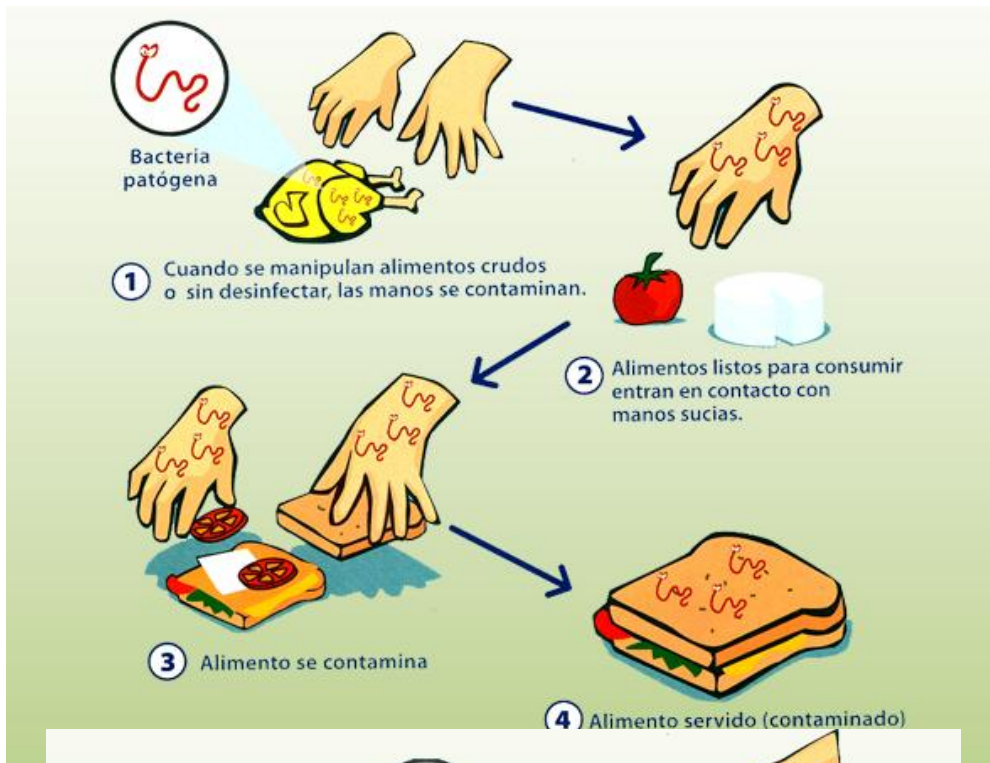 Bacteria
patógena
1 Cuando se manipulan alimentos crudos
o sin desinfectar, las manos se contaminan.
2 Alimentos listos para consumir
entran en contacto con
manos sucias.
3 Alimento se contamina
4 Alimento servido (contaminado)